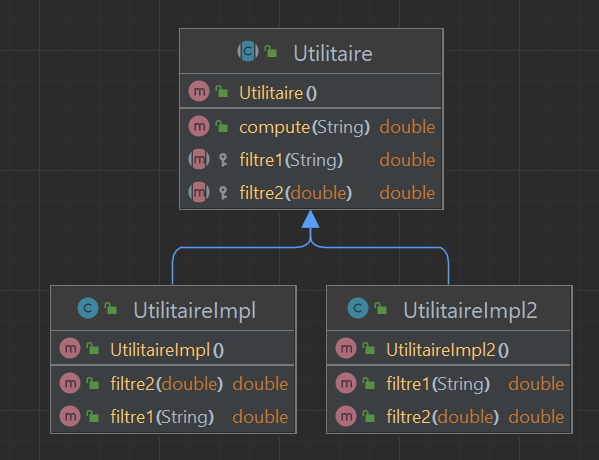 Utilitaire
Utilitaire()
compute(String) double
filtre1(String) double
filtre2(double) double
UtilitaireImpl
UtilitaireImpl()
filtre2(double) double
filtre1(String) double
UtilitaireImpl2
UtilitaireImpl2()
filtre1(String) double
filtre2(double) double